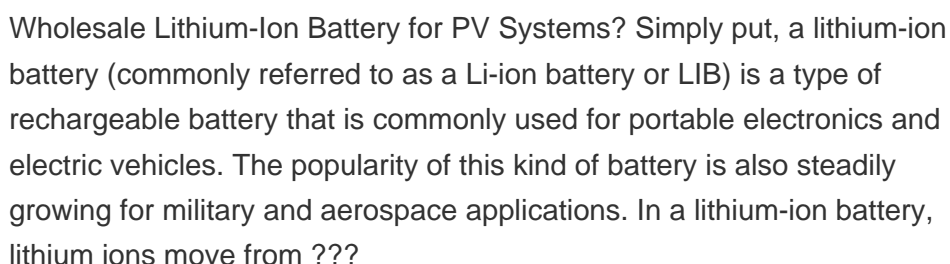 Wholesale Lithium-Ion Battery for PV Systems? Simply put, a lithium-ion
battery (commonly referred to as a Li-ion battery or LIB) is a type of
rechargeable battery that is commonly used for portable electronics and
electric vehicles. The popularity of this kind of battery is also steadily
growing for military and aerospace applications. In a lithium-ion battery,
lithium ions move from ???